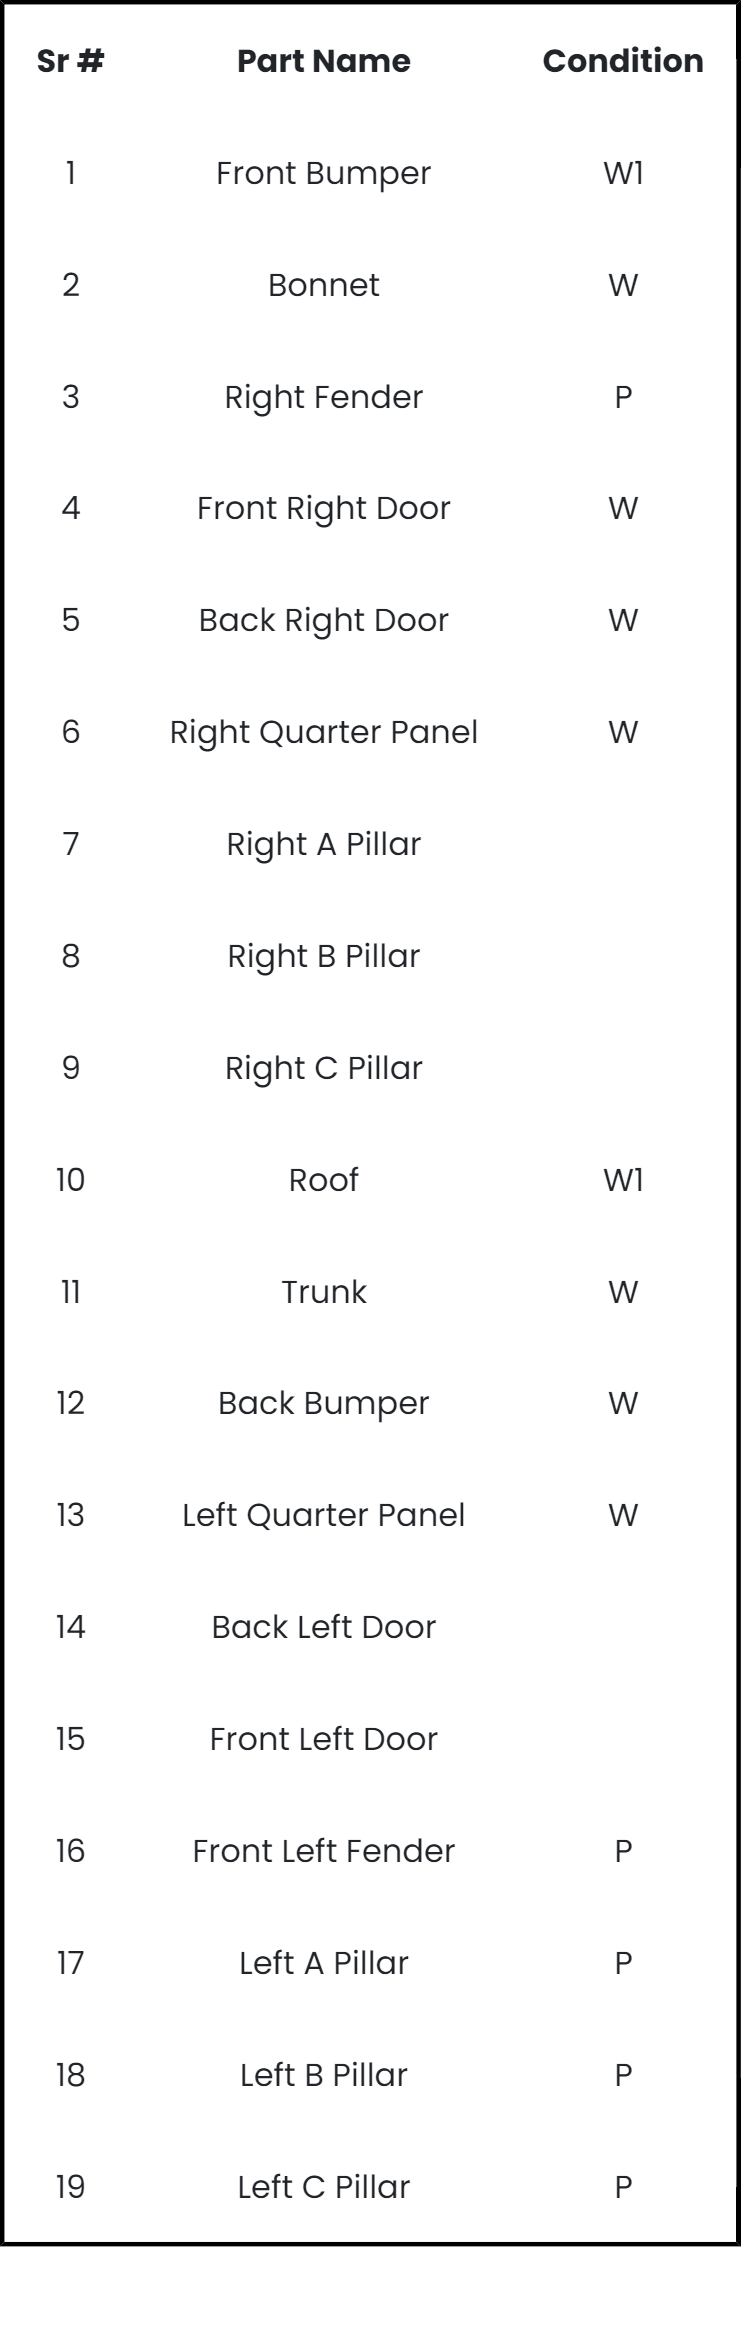 Sr # Part Name Condition
1 Front Bumper W1
2 Bonnet W
3 Right Fender P
4 Front Right Door W
5 Back Right Door W
6 Right Quarter Panel W
7 Right A Pillar
8 Right B Pillar
9 Right C Pillar
10 Roof W1
11 Trunk W
12 Back Bumper W
13 Left Quarter Panel W
14 Back Left Door
15 Front Left Door
16 Front Left Fender P
17 Left A Pillar P
18 Left B Pillar P
19 Left C Pillar P